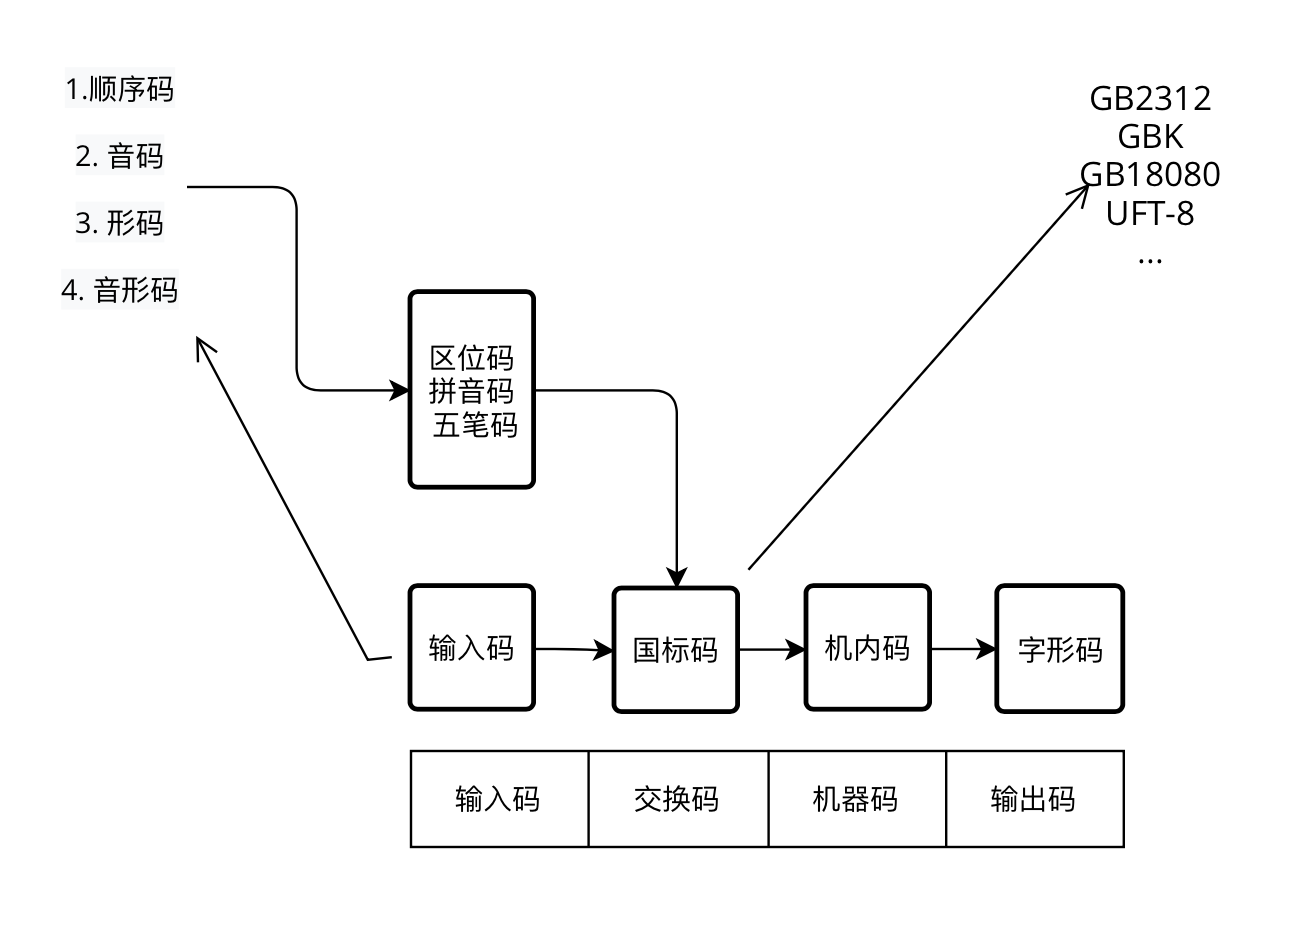 1.顺序码
2. 音码
3. 形码
4. 音形码
GB2312
GBK
GB18080
UFT-8
...
区位码
拼音码
五笔码
输入码
国标码
机内码
字形码
输入码
交换码
机器码
输出码